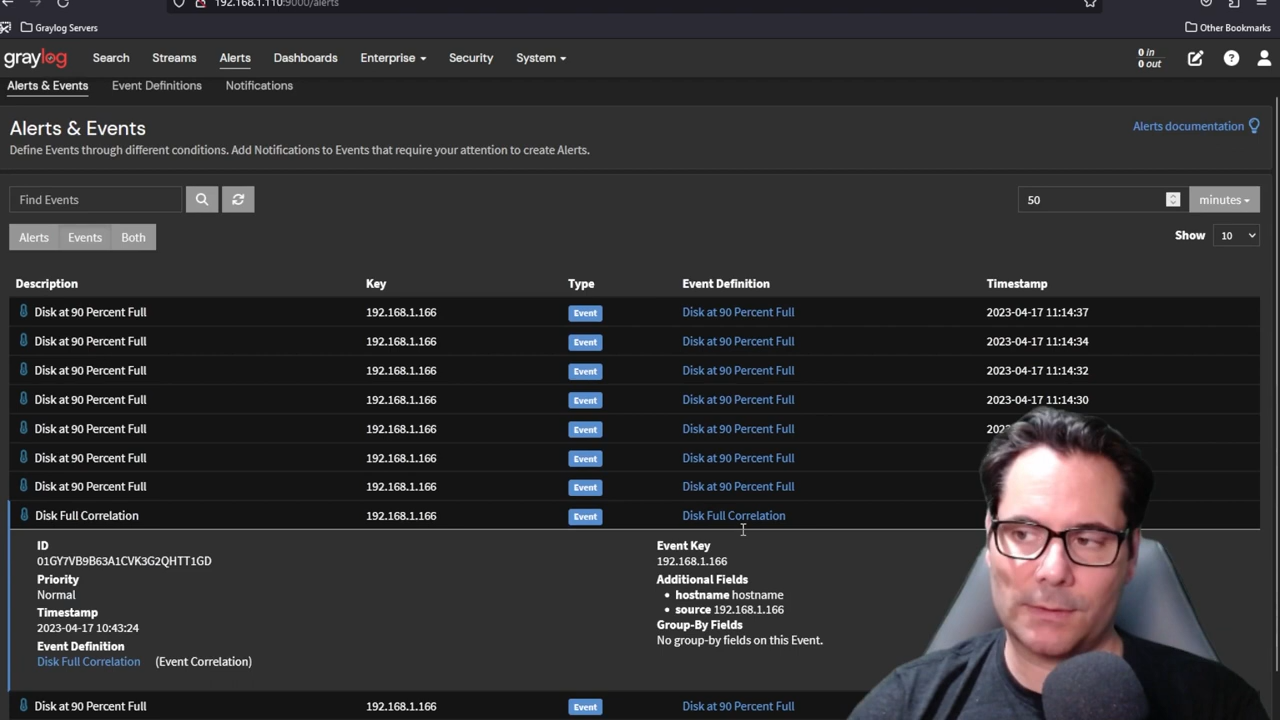 192.168.1.110:9000/alerts
Graylog Servers
Other Bookmarks
graylog Search Streams Alerts Dashboards Enterprise Security System 0 in
0 out
Alerts & Events Event Definitions Notifications
Alerts & Events
Alerts documentation
Define Events through different conditions. Add Notifications to Events that require your attention to create Alerts.
Find Events 50 minutes
Alerts Events Both Show 10
Description Key Type Event Definition Timestamp
Disk at 90 Percent Full 192.168.1.166 Event Disk at 90 Percent Full 2023-04-17 11:14:37
Disk at 90 Percent Full 192.168.1.166 Event Disk at 90 Percent Full 2023-04-17 11:14:34
Disk at 90 Percent Full 192.168.1.166 Event Disk at 90 Percent Full 2023-04-17 11:14:32
Disk at 90 Percent Full 192.168.1.166 Event Disk at 90 Percent Full 2023-04-17 11:14:30
Disk at 90 Percent Full 192.168.1.166 Event Disk at 90 Percent Full
Disk at 90 Percent Full 192.168.1.166 Event Disk at 90 Percent Full
Disk at 90 Percent Full 192.168.1.166 Event Disk at 90 Percent Full
Disk Full Correlation 192.168.1.166 Event Disk Full Correlation
ID
01GY7VB9B63A1CVK3G2QHTT1GD
Priority
Normal
Timestamp
2023-04-17 10:43:24
Event Definition
Disk Full Correlation (Event Correlation)
Event Key
192.168.1.166
Additional Fields
• hostname hostname
• source 192.168.1.166
Group-By Fields
No group-by fields on this Event.
Disk at 90 Percent Full 192.168.1.166 Event Disk at 90 Percent Full